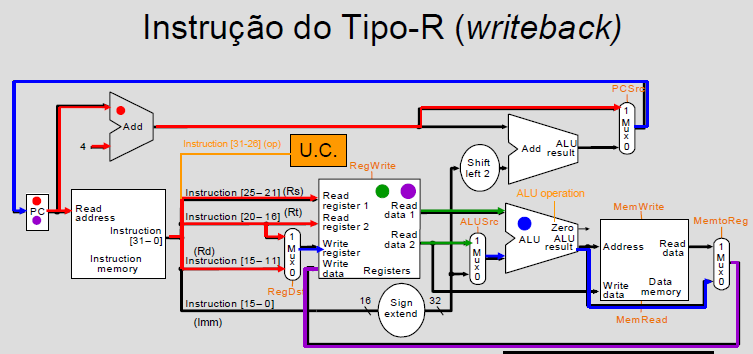 Instrução do Tipo-R (writeback)
PCSrc
1
Mux
0
Add
4
Instruction [31-26] (op)
U.C.
RegWrite
Add
ALU
result
Shift
left 2
PC
Read
address
Instruction
[31-0]
Instruction
memory
Instruction [25-21] (Rs)
Instruction [20-16] (Rt)
(Rd)
Instruction [15-11]
Instruction [15-0]
(Imm)
1
Mux
0
RegDst
Read
register 1
Read
register 2
Write
register
Write
data
Read
data 1
Read
data 2
Registers
16
Sign
extend
32
ALUSrc
1
Mux
0
ALU operation
Zero
ALU
ALU
result
MemWrite
Address
Read
data
Write
data
Data
memory
MemRead
MemtoReg
1
Mux
0